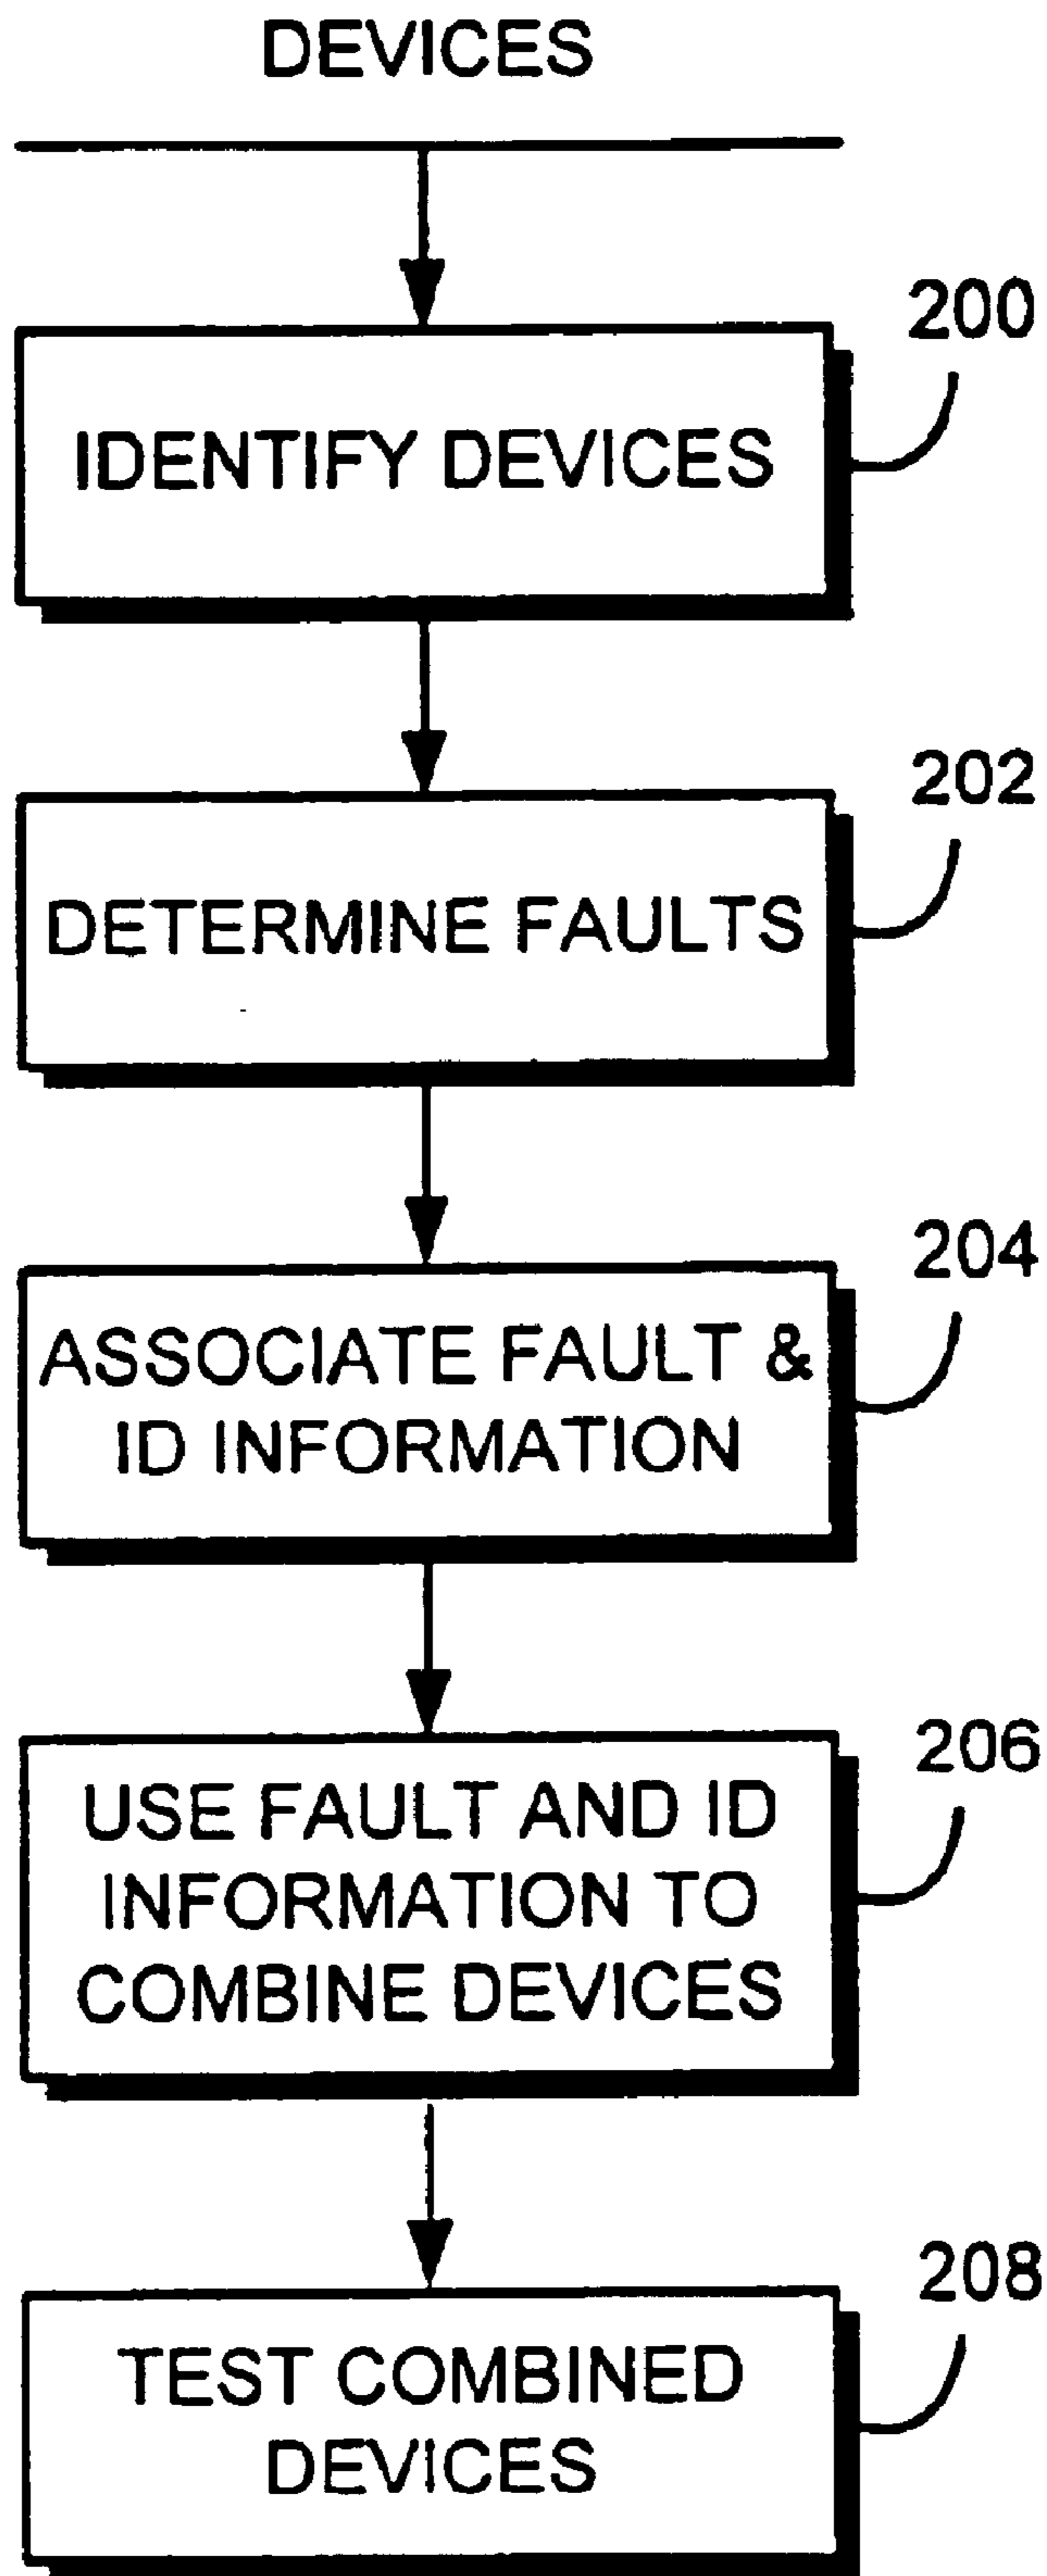 DEVICES
200
IDENTIFY DEVICES
202
DETERMINE FAULTS
204
ASSOCIATE FAULT &
ID INFORMATION
206
USE FAULT AND ID
INFORMATION TO
COMBINE DEVICES
208
TEST COMBINED
DEVICES